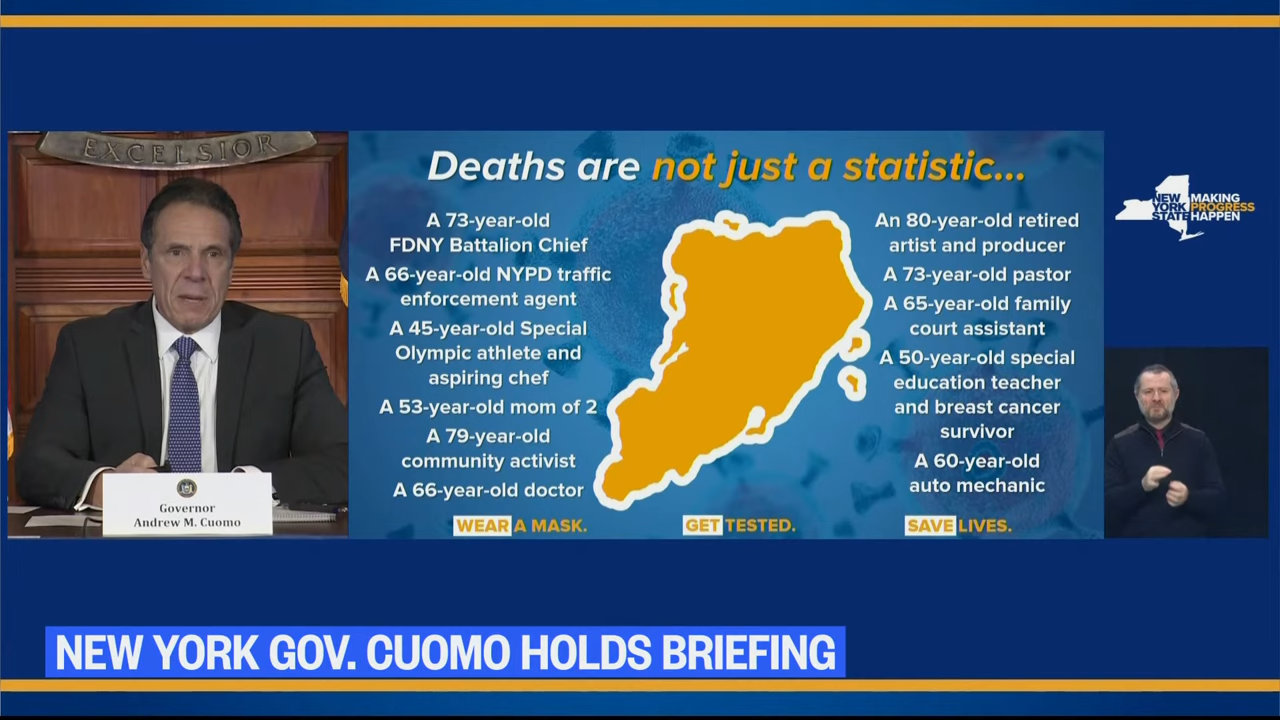 EXCELSIOR
Governor
Andrew M. Cuomo
Deaths are not just a statistic...
A 73-year-old
FDNY Battalion Chief
A 66-year-old NYPD traffic
enforcement agent
A 45-year-old Special
Olympic athlete and
aspiring chef
A 53-year-old mom of 2
A 79-year-old
community activist
A 66-year-old doctor
An 80-year-old retired
artist and producer
A 73-year-old pastor
A 65-year-old family
court assistant
A 50-year-old special
education teacher
and breast cancer
survivor
A 60-year-old
auto mechanic
WEAR A MASK.
GET TESTED.
SAVE LIVES.
NEW YORK STATE
MAKING
PROGRESS
HAPPEN
NEW YORK GOV. CUOMO HOLDS BRIEFING